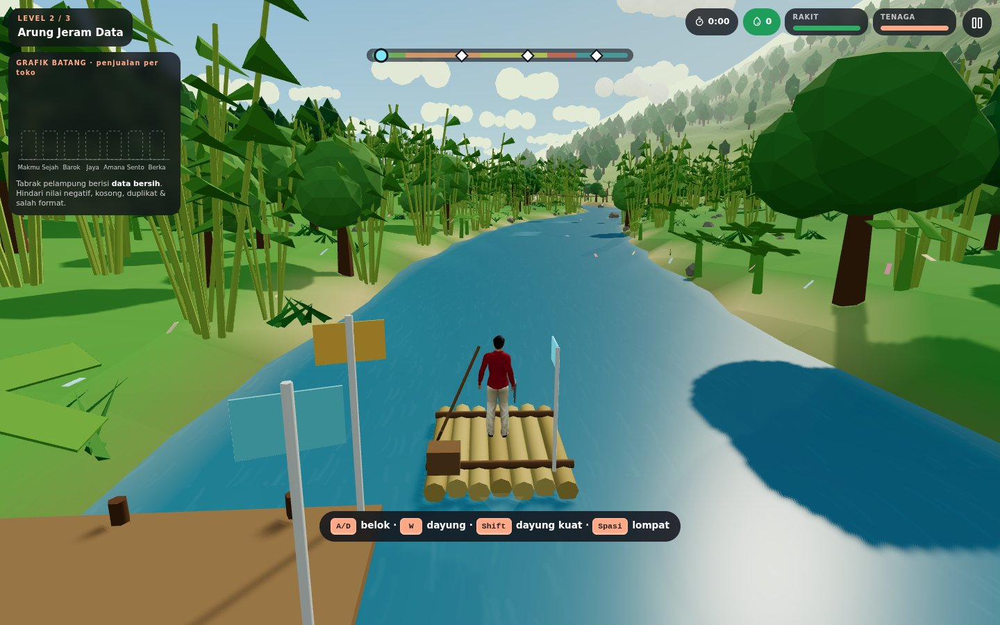 LEVEL 2 / 3
Arung Jeram Data
0:00
0
RAKIT
TENAGA
GRAFIK BATANG · penjualan per
toko
Makmu Sejah Barok Jaya Amana Sento Berka
Tabrak pelampung berisi data bersih.
Hindari nilai negatif, kosong, duplikat &
salah format.
A/D belok · W dayung · Shift dayung kuat · Spasi lompat